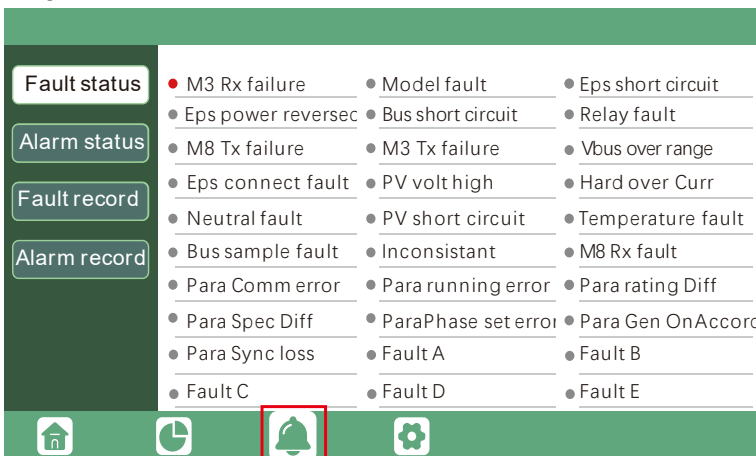 Fault status
Alarm status
Fault record
Alarm record
M3 Rx failure Model fault Eps short circuit
Eps power reversec Bus short circuit Relay fault
M8 Tx failure M3 Tx failure Vbus over range
Eps connect fault PV volt high Hard over Curr
Neutral fault PV short circuit Temperature fault
Bus sample fault Inconsistant M8 Rx fault
Para Comm error Para running error Para rating Diff
Para Spec Diff ParaPhase set error Para Gen OnAccord
Para Sync loss Fault A Fault B
Fault C Fault D Fault E